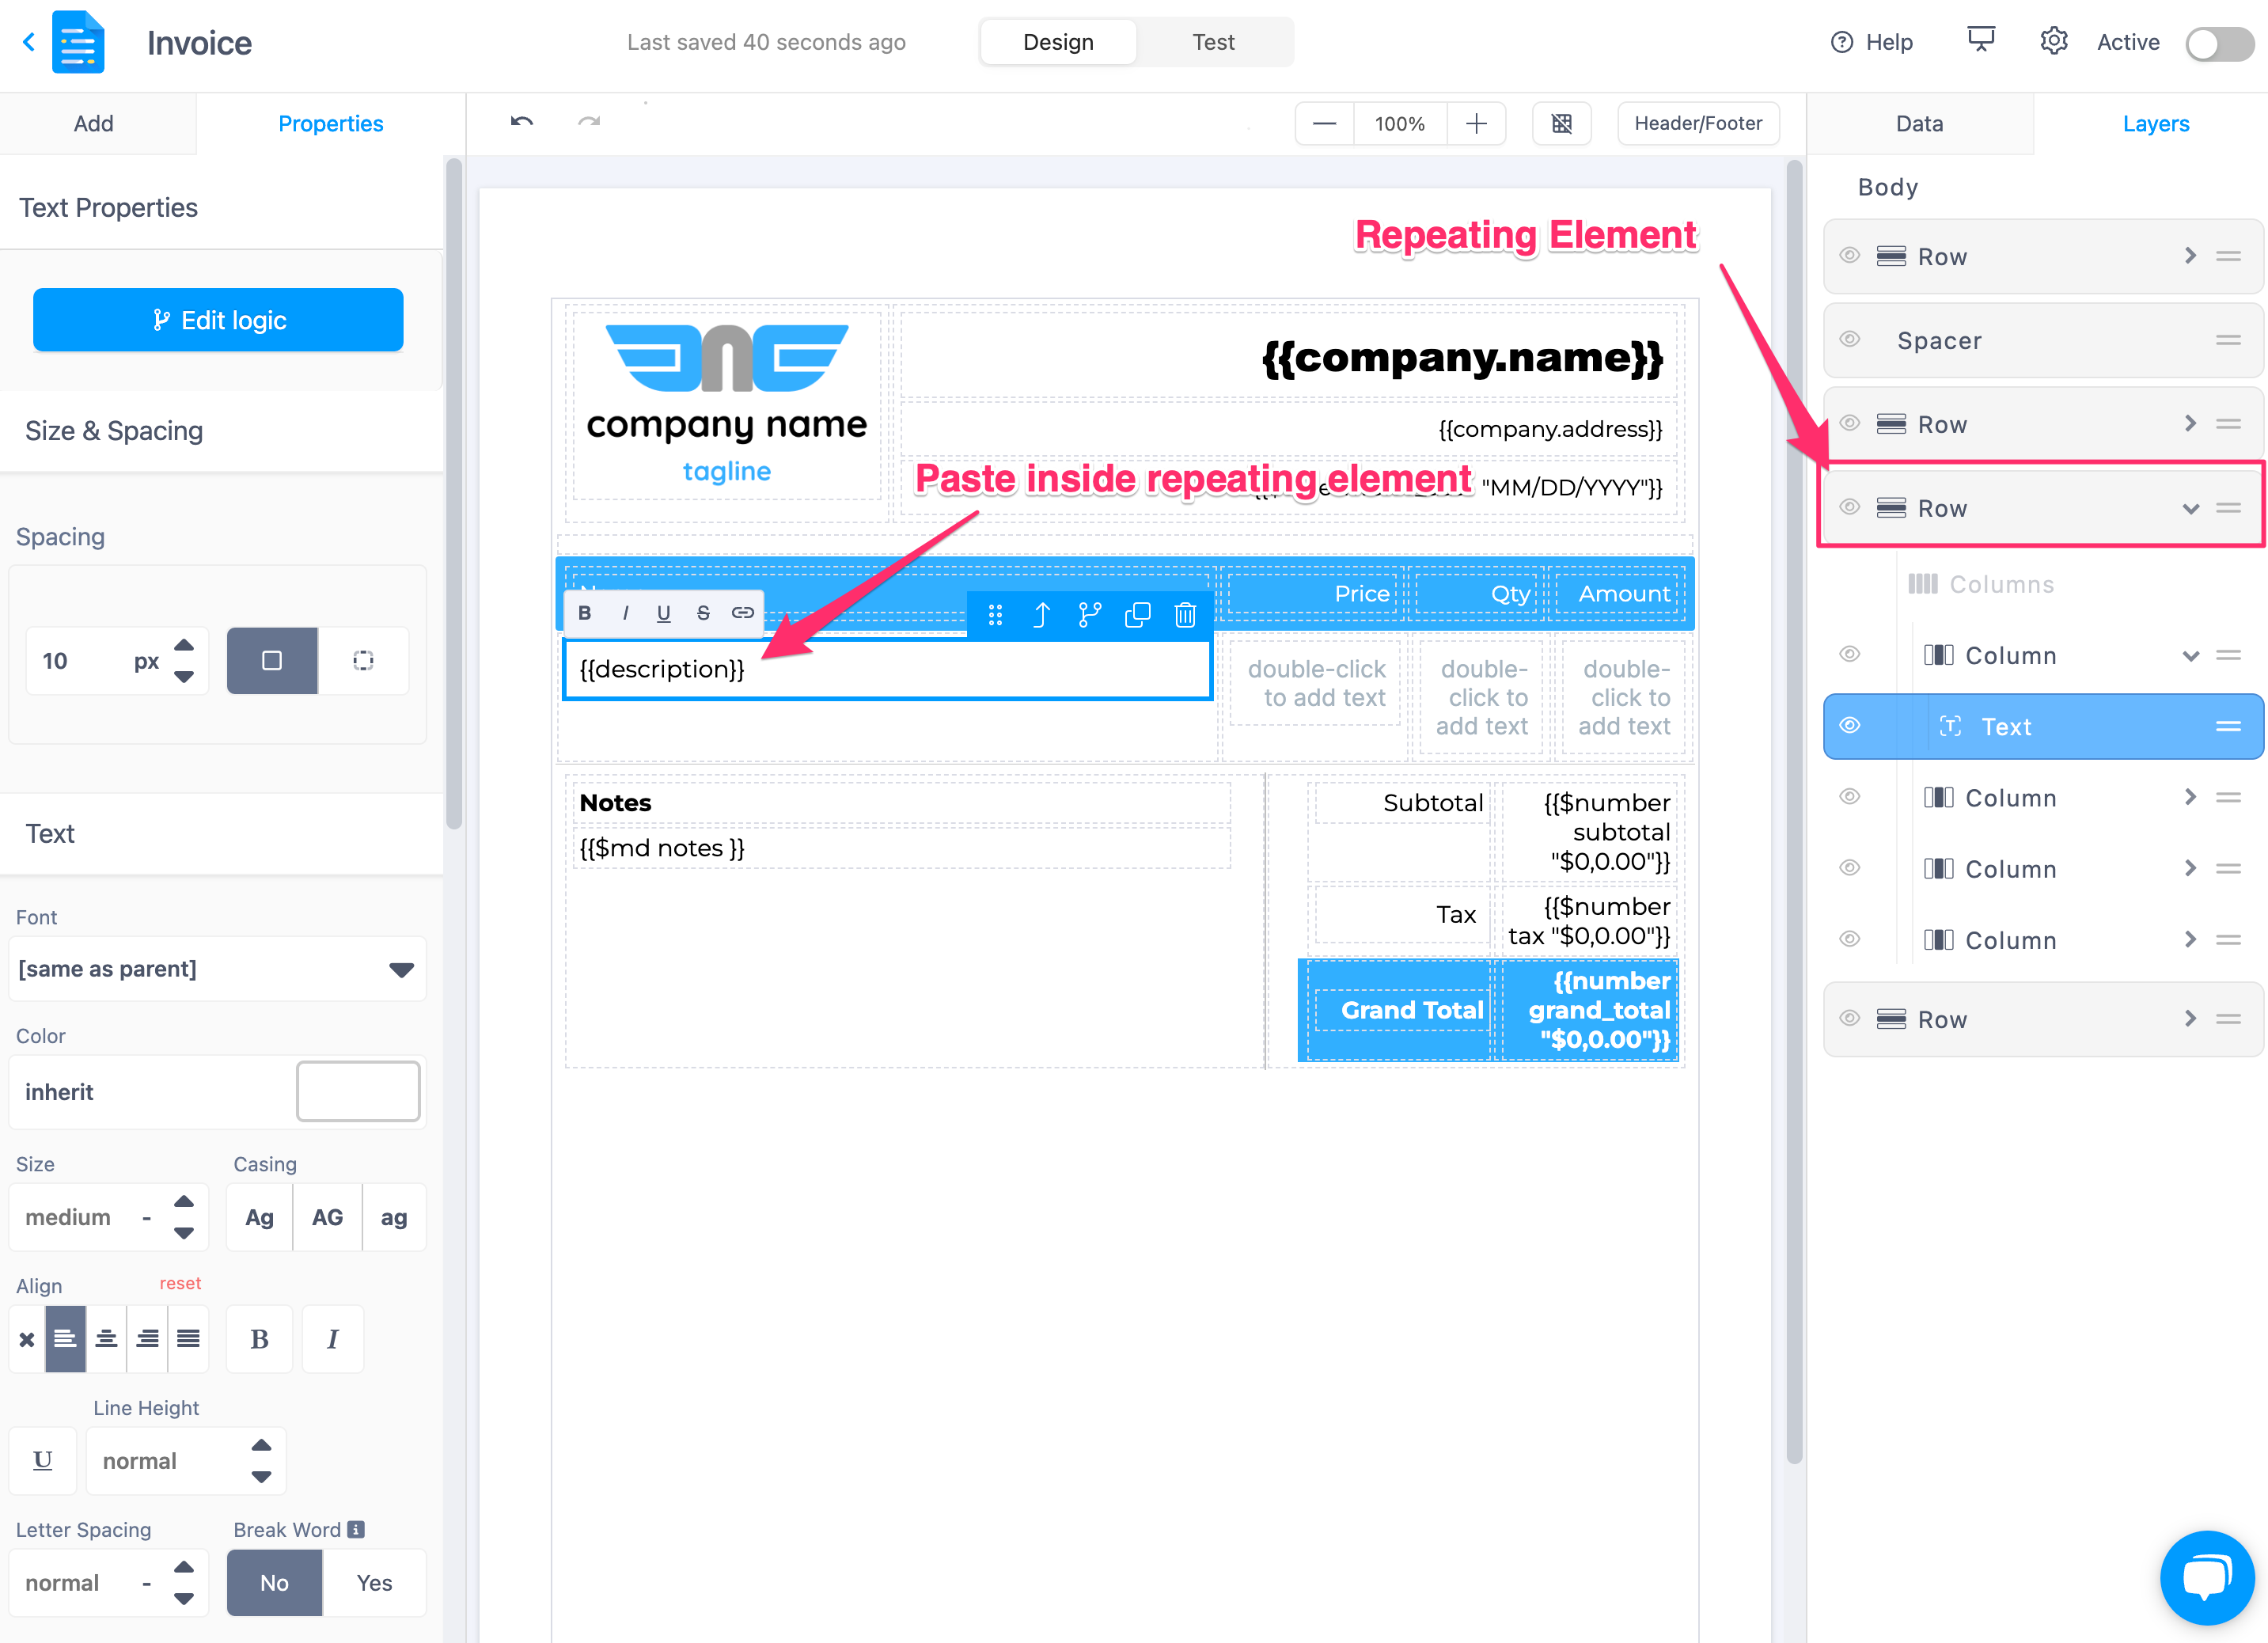 Invoice
Last saved 40 seconds ago
Design
Test
Help
Active
Add
Properties
100%
Header/Footer
Data
Layers
Text Properties
Edit logic
Size & Spacing
Spacing
10 px
Text
Font
[same as parent]
Color
inherit
Size
Casing
medium -
Ag
AG
ag
Align
reset
B
I
Line Height
U
normal
Letter Spacing
Break Word i
normal -
No
Yes
Repeating Element
company name
tagline
{{company.name}}
{{company.address}}
Paste inside repeating element
"MM/DD/YYYY"}}
Price
Qty
Amount
B I U S
{{description}}
double-click
to add text
double-
click to
add text
double-
click to
add text
Notes
{{$md notes }}
Subtotal
{{$number
subtotal
"$0,0.00"}}
Tax
{{$number
tax "$0,0.00"}}
Grand Total
{{number
grand_total
"$0,0.00"}}
Body
Row
Spacer
Row
Row
Columns
Column
T Text
Column
Column
Column
Row